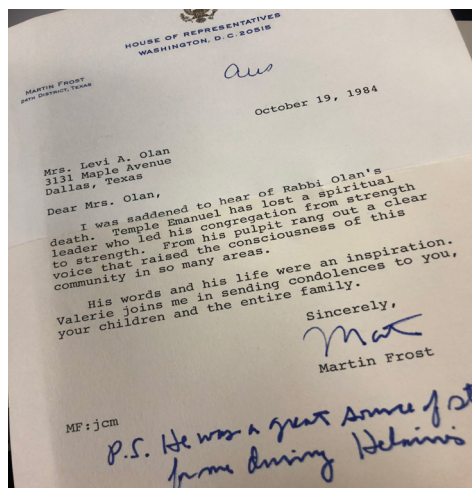 HOUSE OF REPRESENTATIVES
WASHINGTON, D.C. 20515
MARTIN FROST
24TH DISTRICT, TEXAS
ans
October 19, 1984
Mrs. Levi A. Olan
3131 Maple Avenue
Dallas, Texas
Dear Mrs. Olan,
I was saddened to hear of Rabbi Olan's
death. Temple Emanuel has lost a spiritual
leader who led his congregation from strength
to strength. From his pulpit rang out a clear
voice that raised the consciousness of this
community in so many areas.
His words and his life were an inspiration.
Valerie joins me in sending condolences to you,
your children and the entire family.
Sincerely,
Martin Frost
MF:jcm
P.S. He was a great source of st
for me during